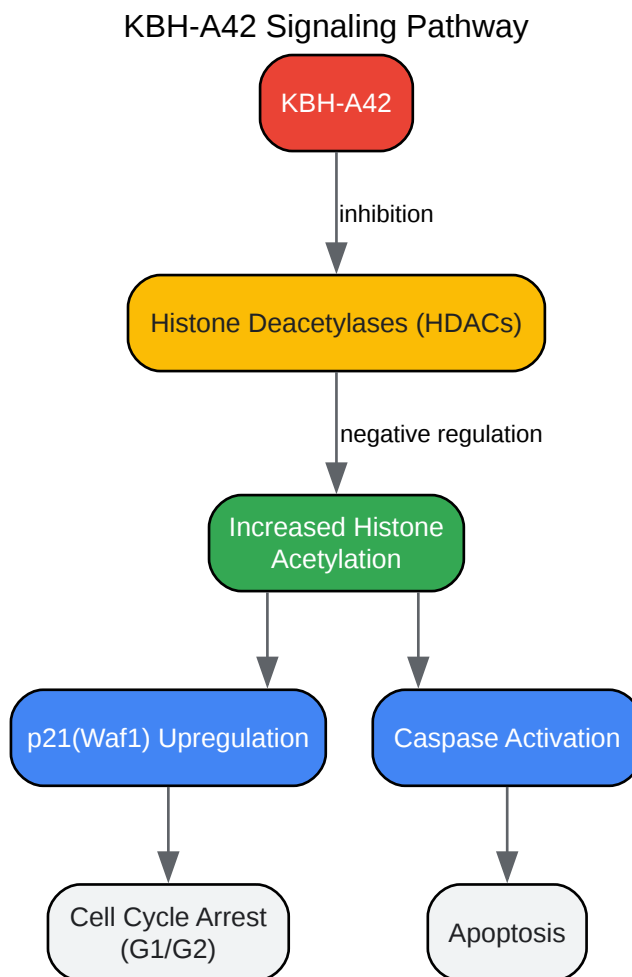 KBH-A42 Signaling Pathway
KBH-A42
inhibition
Histone Deacetylases (HDACs)
negative regulation
Increased Histone
Acetylation
p21(Waf1) Upregulation
Caspase Activation
Cell Cycle Arrest
(G1/G2)
Apoptosis